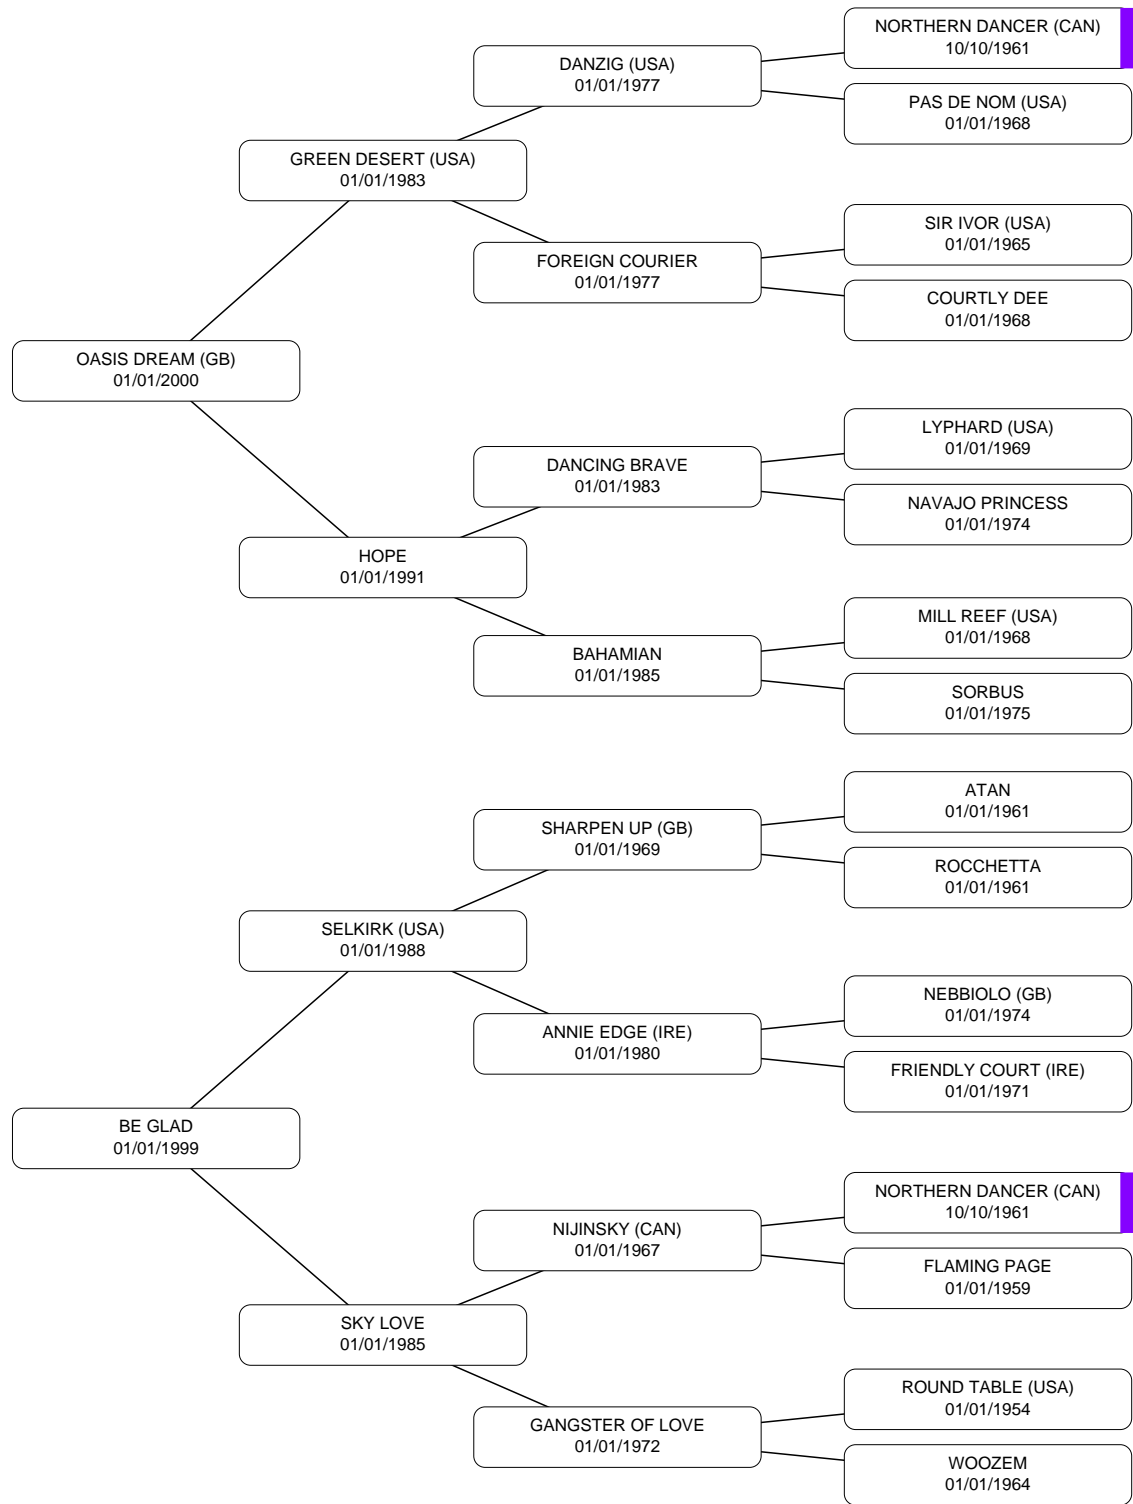 NORTHERN DANCER (CAN)
10/10/1961
DANZIG (USA)
01/01/1977
PAS DE NOM (USA)
01/01/1968
GREEN DESERT (USA)
01/01/1983
SIR IVOR (USA)
01/01/1965
FOREIGN COURIER
01/01/1977
COURTLY DEE
01/01/1968
OASIS DREAM (GB)
01/01/2000
LYPHARD (USA)
01/01/1969
DANCING BRAVE
01/01/1983
NAVAJO PRINCESS
01/01/1974
HOPE
01/01/1991
MILL REEF (USA)
01/01/1968
BAHAMIAN
01/01/1985
SORBUS
01/01/1975
ATAN
01/01/1961
SHARPEN UP (GB)
01/01/1969
ROCCHETTA
01/01/1961
SELKIRK (USA)
01/01/1988
NEBBIOLO (GB)
01/01/1974
ANNIE EDGE (IRE)
01/01/1980
FRIENDLY COURT (IRE)
01/01/1971
BE GLAD
01/01/1999
NORTHERN DANCER (CAN)
10/10/1961
NIJINSKY (CAN)
01/01/1967
FLAMING PAGE
01/01/1959
SKY LOVE
01/01/1985
ROUND TABLE (USA)
01/01/1954
GANGSTER OF LOVE
01/01/1972
WOOZEM
01/01/1964